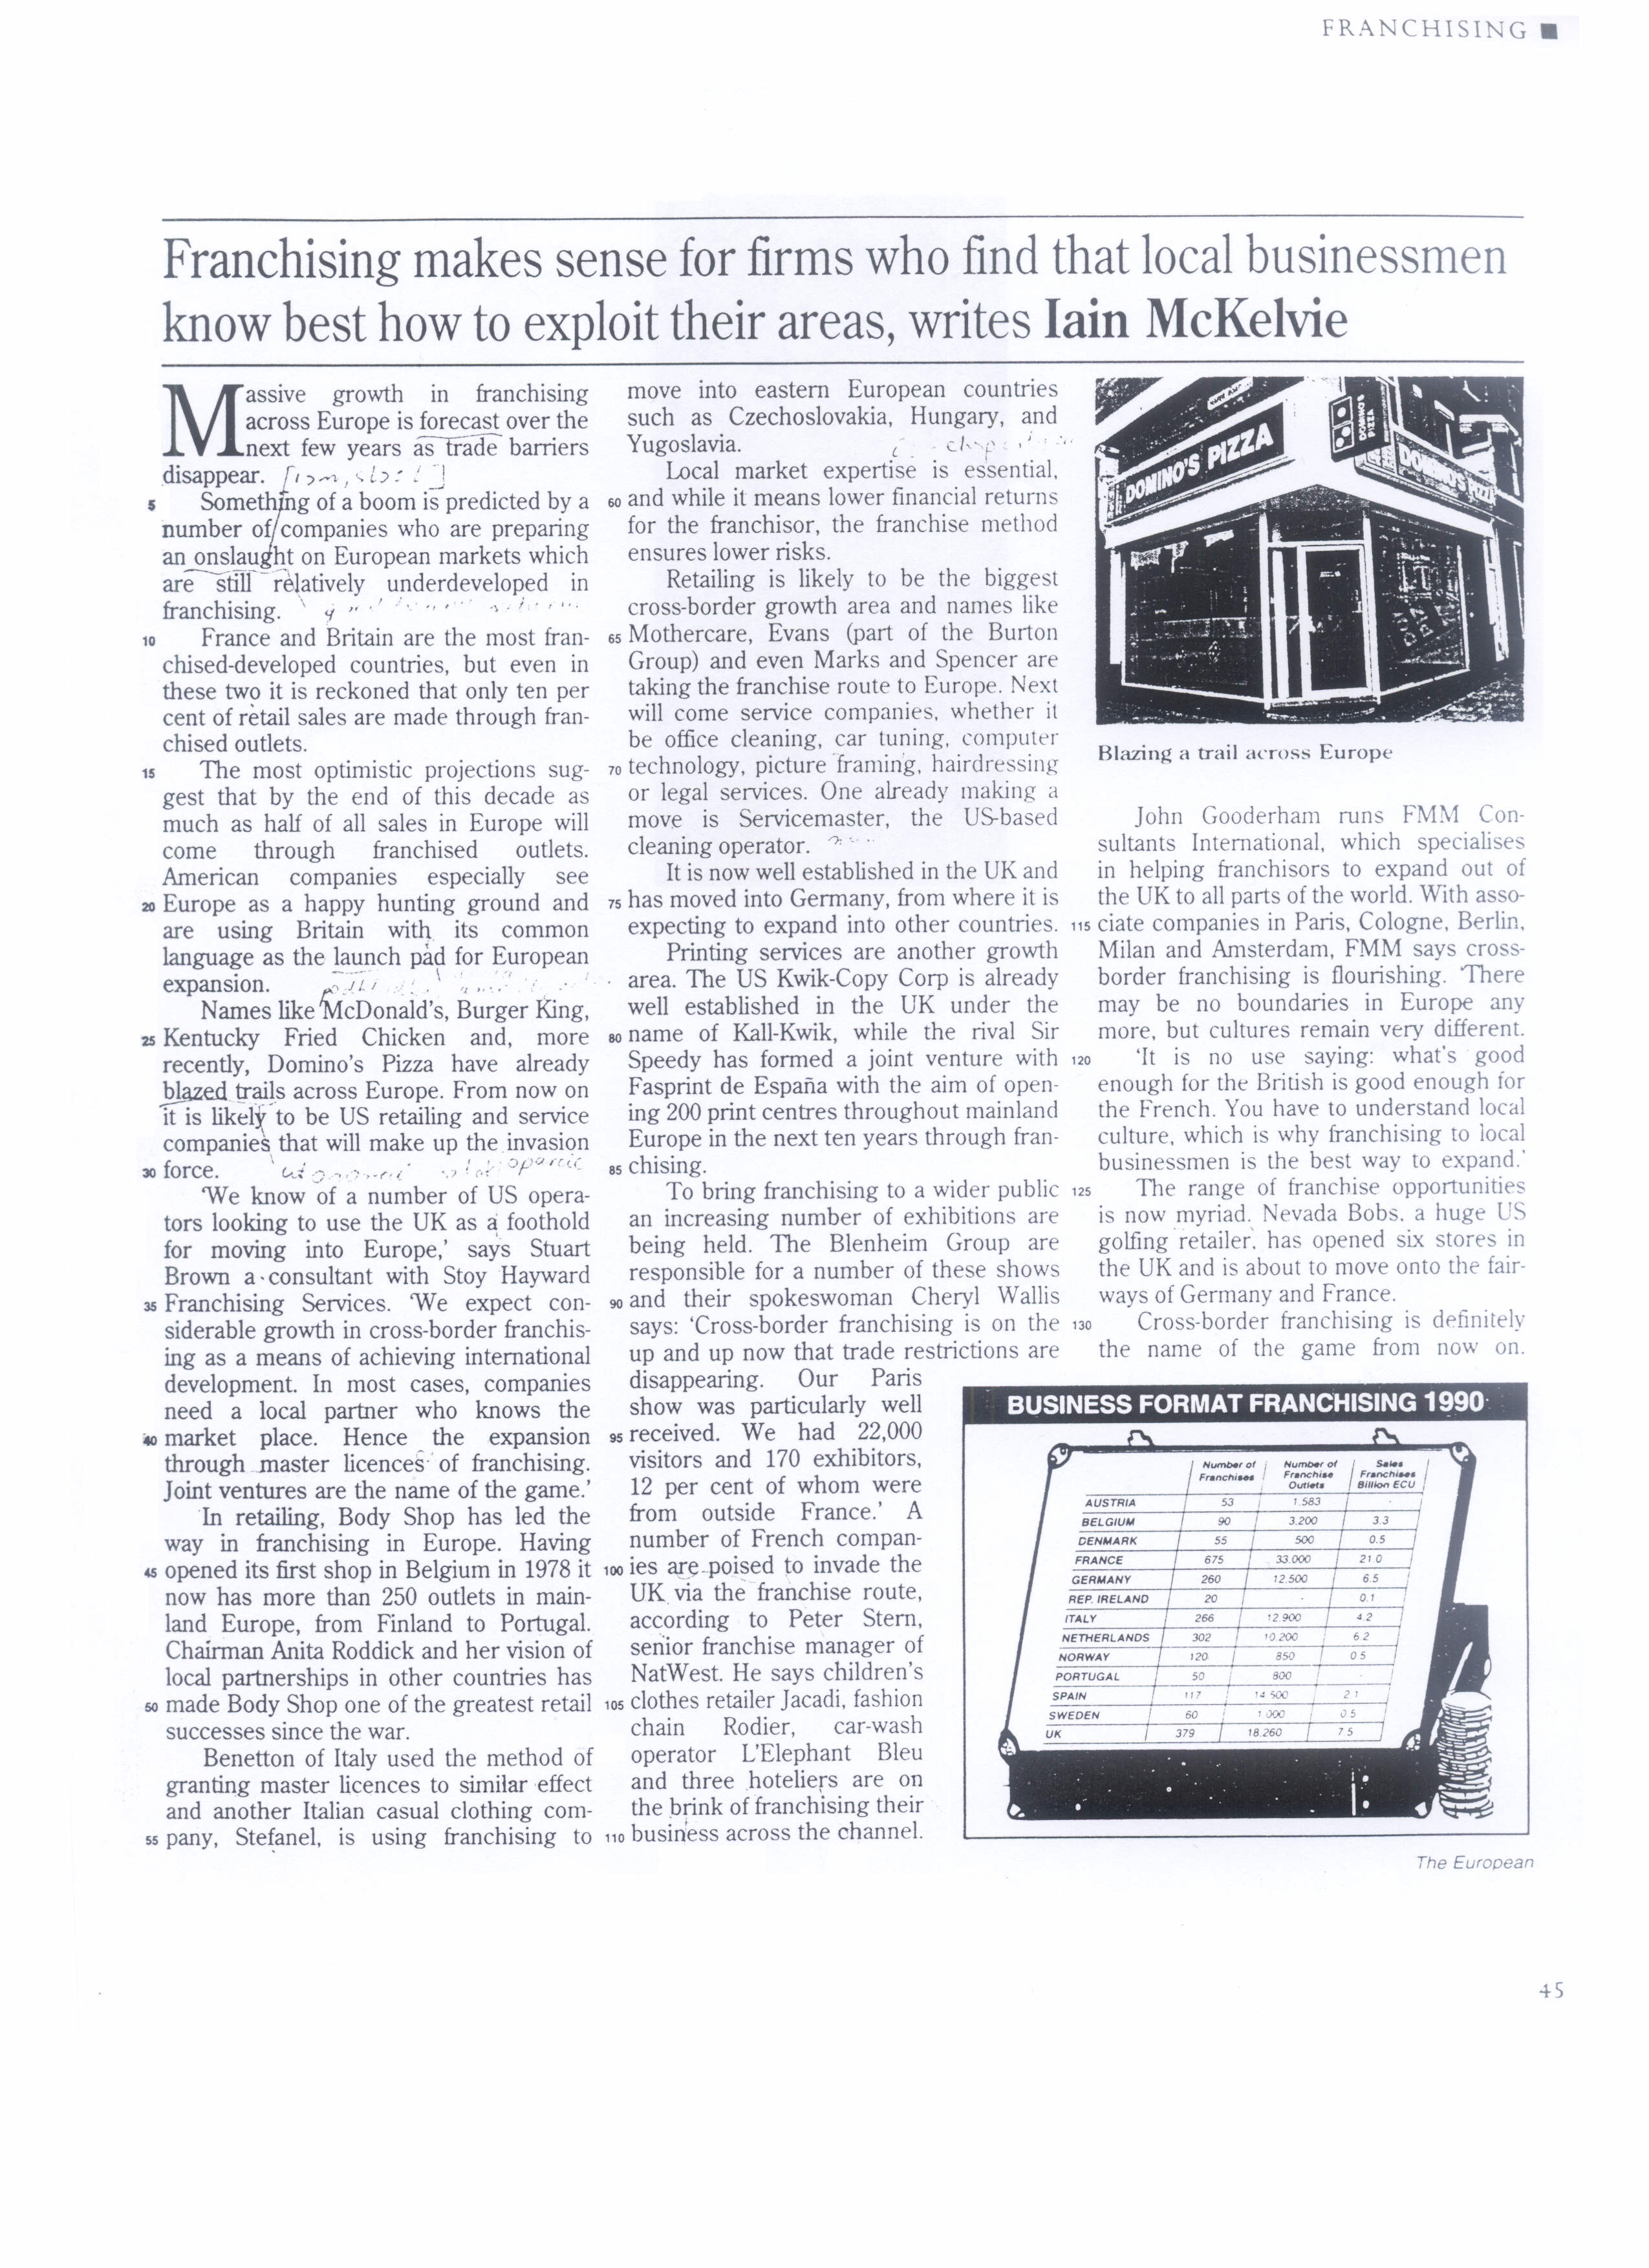 FRANCHISING
Franchising makes sense for firms who find that local businessmen
know best how to exploit their areas, writes Iain McKelvie
Massive growth in franchising
across Europe is forecast over the
next few years as trade barriers
disappear.
5 Something of a boom is predicted by a
number of companies who are preparing
an onslaught on European markets which
are still relatively underdeveloped in
franchising.
10 France and Britain are the most fran-
chised-developed countries, but even in
these two it is reckoned that only ten per
cent of retail sales are made through fran-
chised outlets.
15 The most optimistic projections sug-
gest that by the end of this decade as
much as half of all sales in Europe will
come through franchised outlets.
American companies especially see
20 Europe as a happy hunting ground and
are using Britain with its common
language as the launch pad for European
expansion.
Names like McDonald's, Burger King,
25 Kentucky Fried Chicken and, more
recently, Domino's Pizza have already
blazed trails across Europe. From now on
it is likely to be US retailing and service
companies that will make up the invasion
30 force.
'We know of a number of US opera-
tors looking to use the UK as a foothold
for moving into Europe,' says Stuart
Brown a consultant with Stoy Hayward
35 Franchising Services. 'We expect con-
siderable growth in cross-border franchis-
ing as a means of achieving international
development. In most cases, companies
need a local partner who knows the
40 market place. Hence the expansion
through master licences of franchising.
Joint ventures are the name of the game.'
In retailing, Body Shop has led the
way in franchising in Europe. Having
45 opened its first shop in Belgium in 1978 it
now has more than 250 outlets in main-
land Europe, from Finland to Portugal.
Chairman Anita Roddick and her vision of
local partnerships in other countries has
50 made Body Shop one of the greatest retail
successes since the war.
Benetton of Italy used the method of
granting master licences to similar effect
and another Italian casual clothing com-
55 pany, Stefanel, is using franchising to
move into eastern European countries
such as Czechoslovakia, Hungary, and
Yugoslavia.
Local market expertise is essential,
60 and while it means lower financial returns
for the franchisor, the franchise method
ensures lower risks.
Retailing is likely to be the biggest
cross-border growth area and names like
65 Mothercare, Evans (part of the Burton
Group) and even Marks and Spencer are
taking the franchise route to Europe. Next
will come service companies, whether it
be office cleaning, car tuning, computer
70 technology, picture framing, hairdressing
or legal services. One already making a
move is Servicemaster, the US-based
cleaning operator.
It is now well established in the UK and
75 has moved into Germany, from where it is
expecting to expand into other countries.
Printing services are another growth
area. The US Kwik-Copy Corp is already
well established in the UK under the
80 name of Kall-Kwik, while the rival Sir
Speedy has formed a joint venture with
Fasprint de España with the aim of open-
ing 200 print centres throughout mainland
Europe in the next ten years through fran-
85 chising.
To bring franchising to a wider public
an increasing number of exhibitions are
being held. The Blenheim Group are
responsible for a number of these shows
90 and their spokeswoman Cheryl Wallis
says: 'Cross-border franchising is on the
up and up now that trade restrictions are
disappearing. Our Paris
show was particularly well
95 received. We had 22,000
visitors and 170 exhibitors,
12 per cent of whom were
from outside France.' A
number of French compan-
100 ies are poised to invade the
UK via the franchise route,
according to Peter Stern,
senior franchise manager of
NatWest. He says children's
105 clothes retailer Jacadi, fashion
chain Rodier, car-wash
operator L'Elephant Bleu
and three hoteliers are on
the brink of franchising their
110 business across the channel.
DOMINO'S PIZZA
DOMINO'S PIZZA
DOMINO'S PIZZA
Blazing a trail across Europe
John Gooderham runs FMM Con-
sultants International, which specialises
in helping franchisors to expand out of
the UK to all parts of the world. With asso-
115 ciate companies in Paris, Cologne, Berlin,
Milan and Amsterdam, FMM says cross-
border franchising is flourishing. 'There
may be no boundaries in Europe any
more, but cultures remain very different.
120 'It is no use saying: what's good
enough for the British is good enough for
the French. You have to understand local
culture, which is why franchising to local
businessmen is the best way to expand.'
125 The range of franchise opportunities
is now myriad. Nevada Bobs, a huge US
golfing retailer, has opened six stores in
the UK and is about to move onto the fair-
ways of Germany and France.
130 Cross-border franchising is definitely
the name of the game from now on.
BUSINESS FORMAT FRANCHISING 1990
Number of Franchises Number of Franchise Outlets Sales Franchises Billion ECU
AUSTRIA 53 1.583 -
BELGIUM 90 3.200 3.3
DENMARK 55 500 0.5
FRANCE 675 33.000 21.0
GERMANY 260 12.500 6.5
REP. IRELAND 20 - 0.1
ITALY 266 12.900 4.2
NETHERLANDS 302 10.200 6.2
NORWAY 120 850 0.5
PORTUGAL 50 800 -
SPAIN 117 14.500 2.1
SWEDEN 60 1.000 0.5
UK 379 18.260 7.5
The European
45